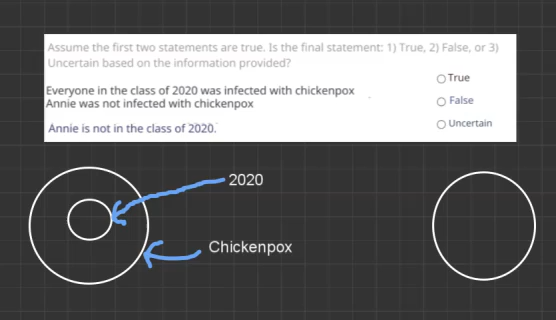 Assume the first two statements are true. Is the final statement: 1) True, 2) False, or 3)
Uncertain based on the information provided?
True
Everyone in the class of 2020 was infected with chickenpox
Annie was not infected with chickenpox
False
Annie is not in the class of 2020.
Uncertain
2020
Chickenpox